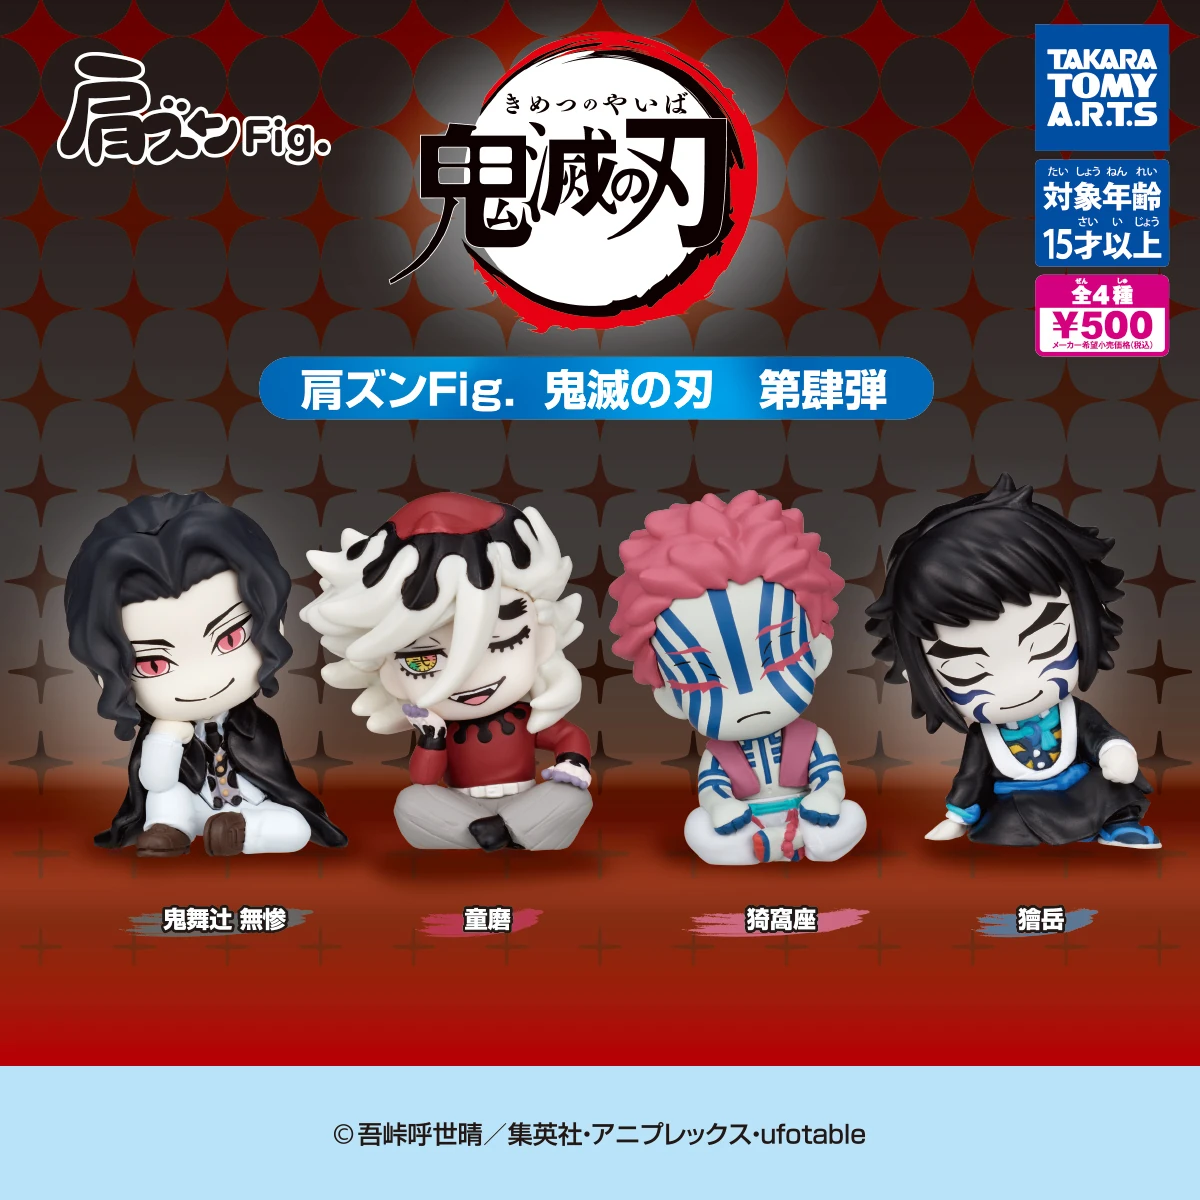 肩ズンFig.
きめつのやいば
鬼滅の刃
TAKARA
TOMY
A.R.T.S
たい しょう ねん れい
対象年齢
さい い じょう
15才以上
ぜん しゅ
全4種
¥500
メーカー希望小売価格(税込)
肩ズンFig. 鬼滅の刃 第肆弾
鬼舞辻 無惨
童磨
猗窩座
獪岳
©吾峠呼世晴／集英社・アニプレックス・ufotable